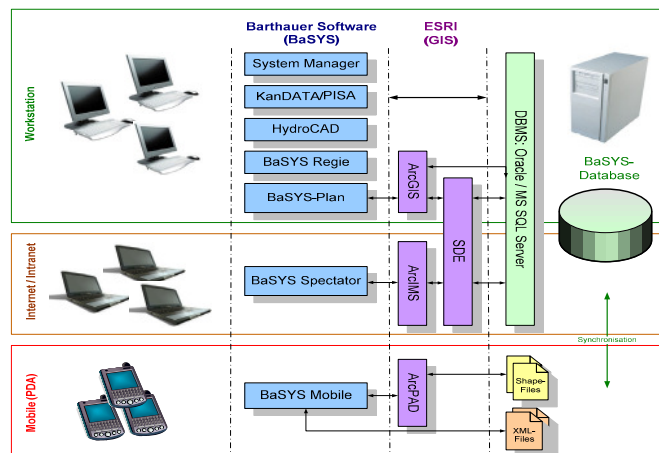 Barthauer Software
(BaSYS)
ESRI
(GIS)
Workstation
System Manager
KanDATA/PISA
HydroCAD
BaSYS Regie
BaSYS-Plan
ArcGIS
SDE
DBMS: Oracle / MS SQL Server
BaSYS-
Database
Internet / Intranet
BaSYS Spectator
ArcIMS
Synchronisation
Mobile (PDA)
BaSYS Mobile
ArcPAD
Shape-
Files
XML-
Files